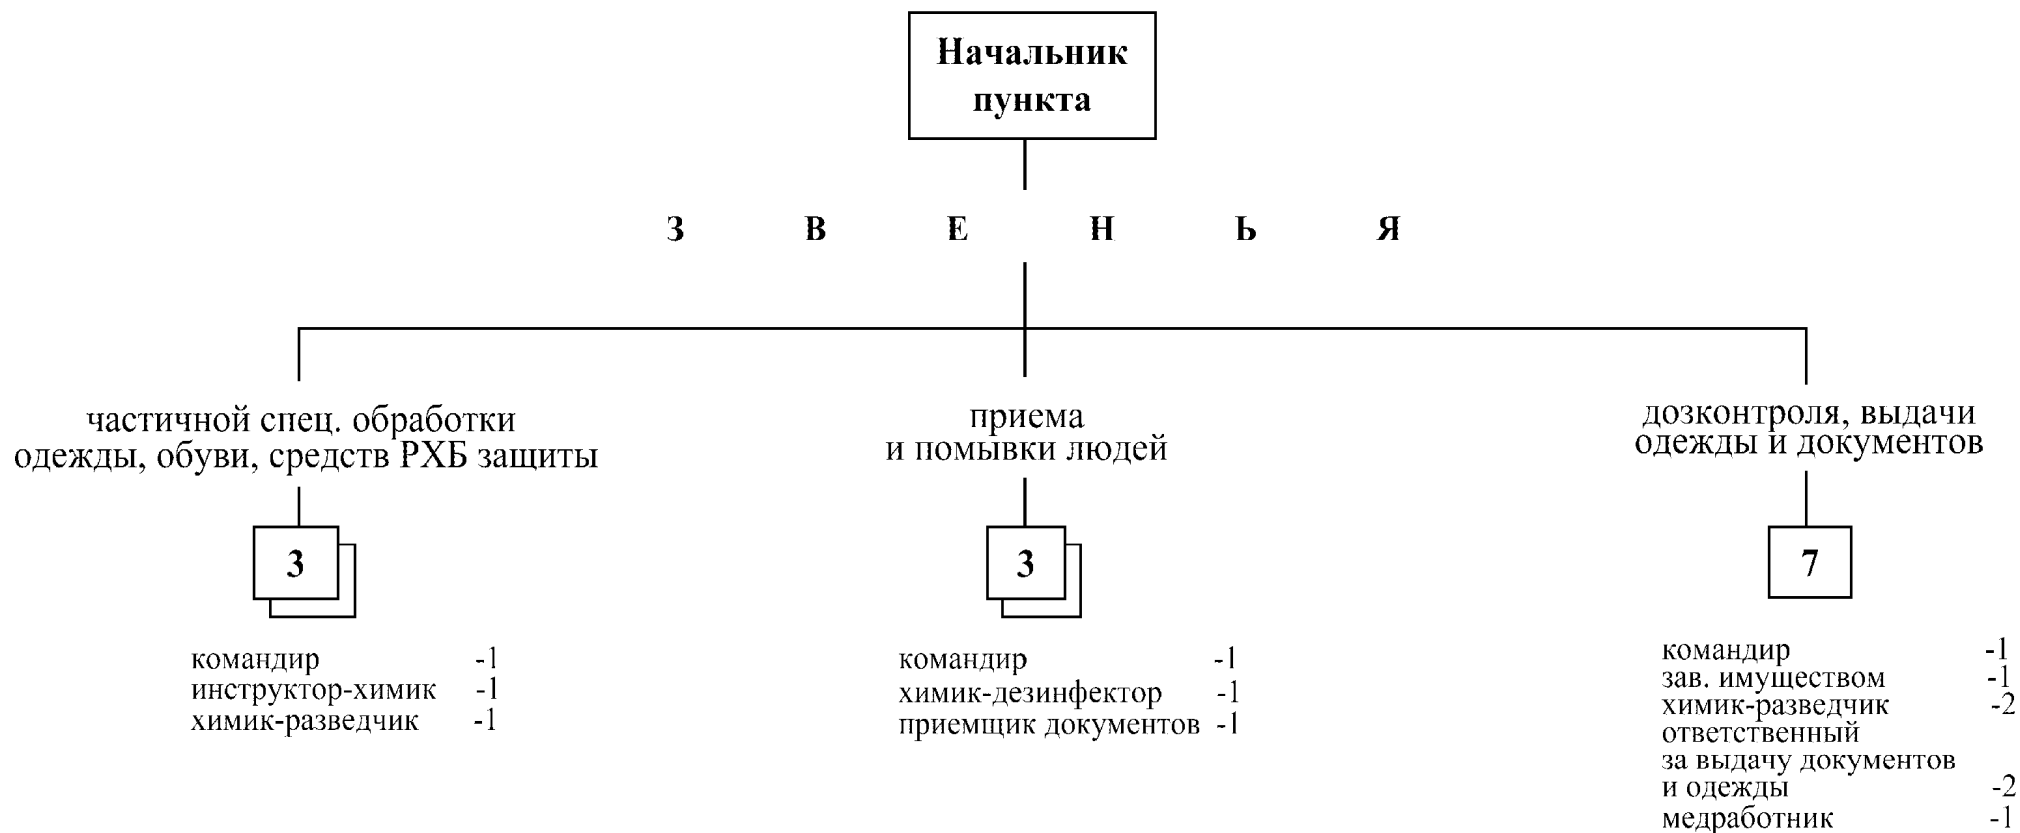 Начальник
пункта
З В Е Н Ь Я
частичной спец. обработки
одежды, обуви, средств РХБ защиты
3
командир -1
инструктор-химик -1
химик-разведчик -1
приема
и помывки людей
3
командир -1
химик-дезинфектор -1
приемщик документов -1
дозконтроля, выдачи
одежды и документов
7
командир -1
зав. имуществом -1
химик-разведчик -2
ответственный
за выдачу документов
и одежды -2
медработник -1